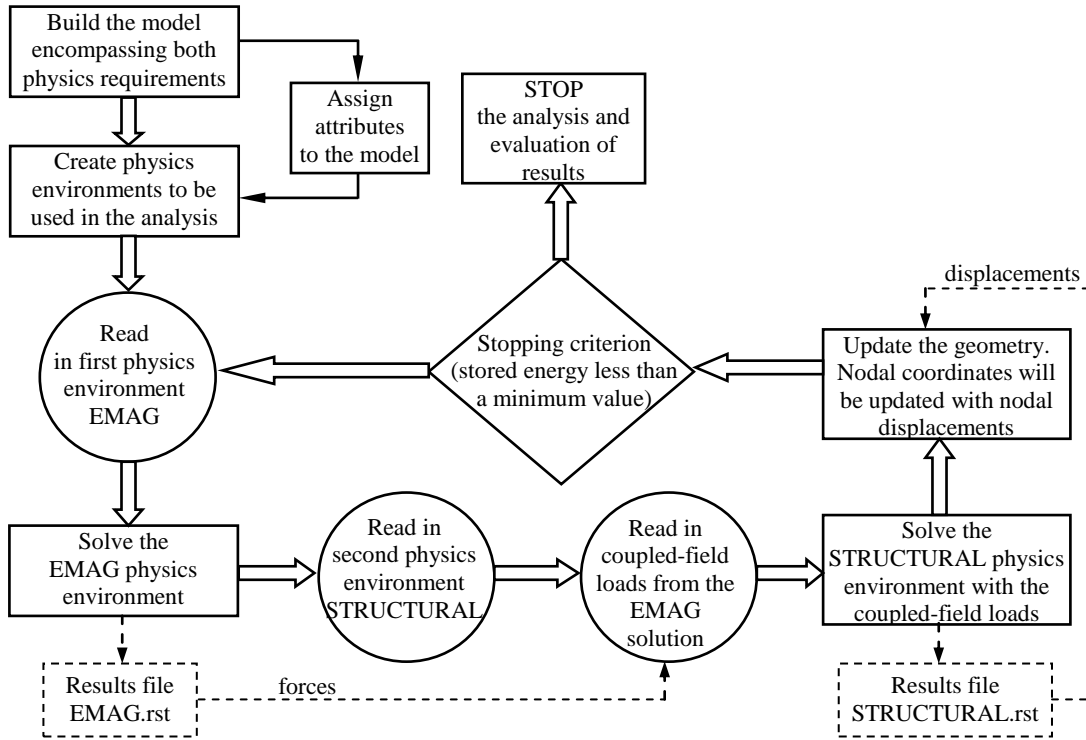 Build the model
encompassing both
physics requirements
Assign
attributes
to the model
Create physics
environments to be
used in the analysis
STOP
the analysis and
evaluation of
results
displacements
Read
in first physics
environment
EMAG
Stopping criterion
(stored energy less than
a minimum value)
Update the geometry.
Nodal coordinates will
be updated with nodal
displacements
Solve the
EMAG physics
environment
Read in
second physics
environment
STRUCTURAL
Read in
coupled-field
loads from the
EMAG
solution
Solve the
STRUCTURAL physics
environment with the
coupled-field loads
Results file
EMAG.rst
forces
Results file
STRUCTURAL.rst